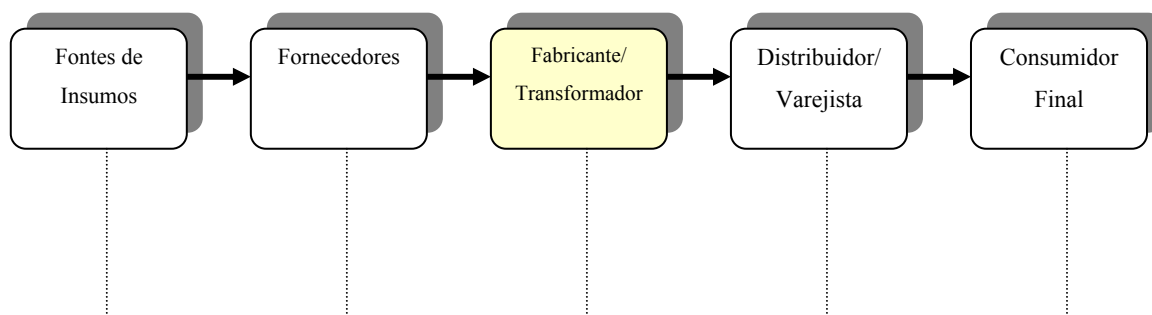 Fontes de
Insumos
Fornecedores
Fabricante/
Transformador
Distribuidor/
Varejista
Consumidor
Final